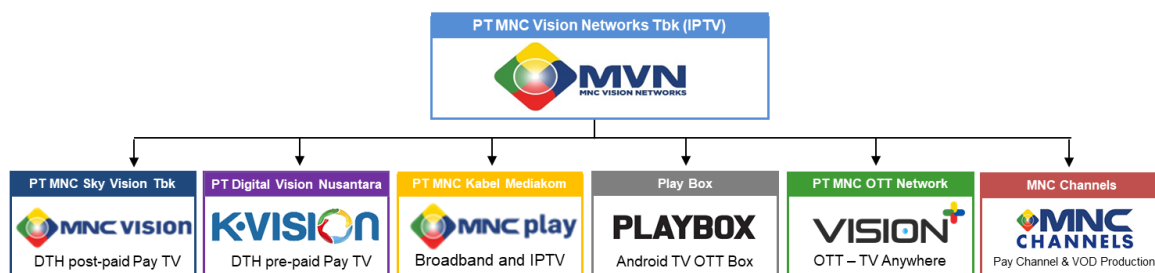 PT MNC Vision Networks Tbk (IPTV)
MVN
MNC VISION NETWORKS
PT MNC Sky Vision Tbk
MNC vision
DTH post-paid Pay TV
PT Digital Vision Nusantara
K-VISION
DTH pre-paid Pay TV
PT MNC Kabel Mediakom
MNC play
Broadband and IPTV
Play Box
PLAYBOX
Android TV OTT Box
PT MNC OTT Network
VISION+
OTT – TV Anywhere
MNC Channels
MNC
CHANNELS
Pay Channel & VOD Production